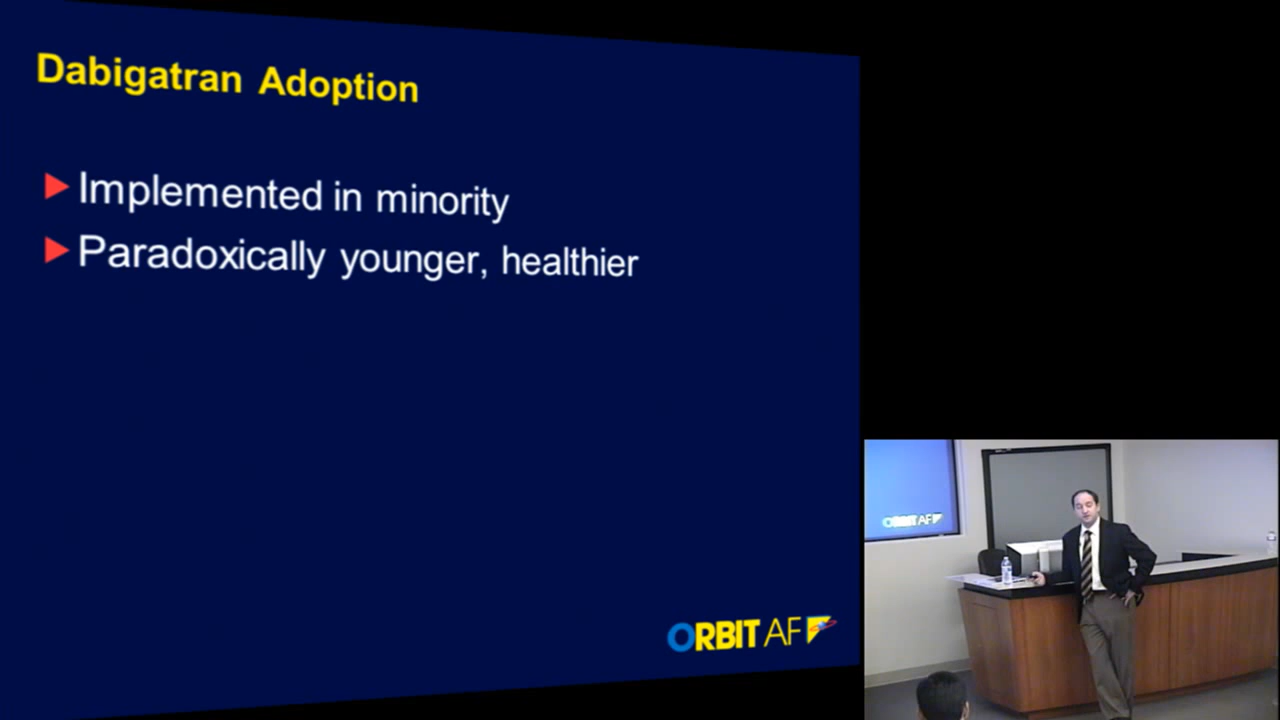 Dabigatran Adoption
Implemented in minority
Paradoxically younger, healthier
ORBIT AF
ORBIT AF